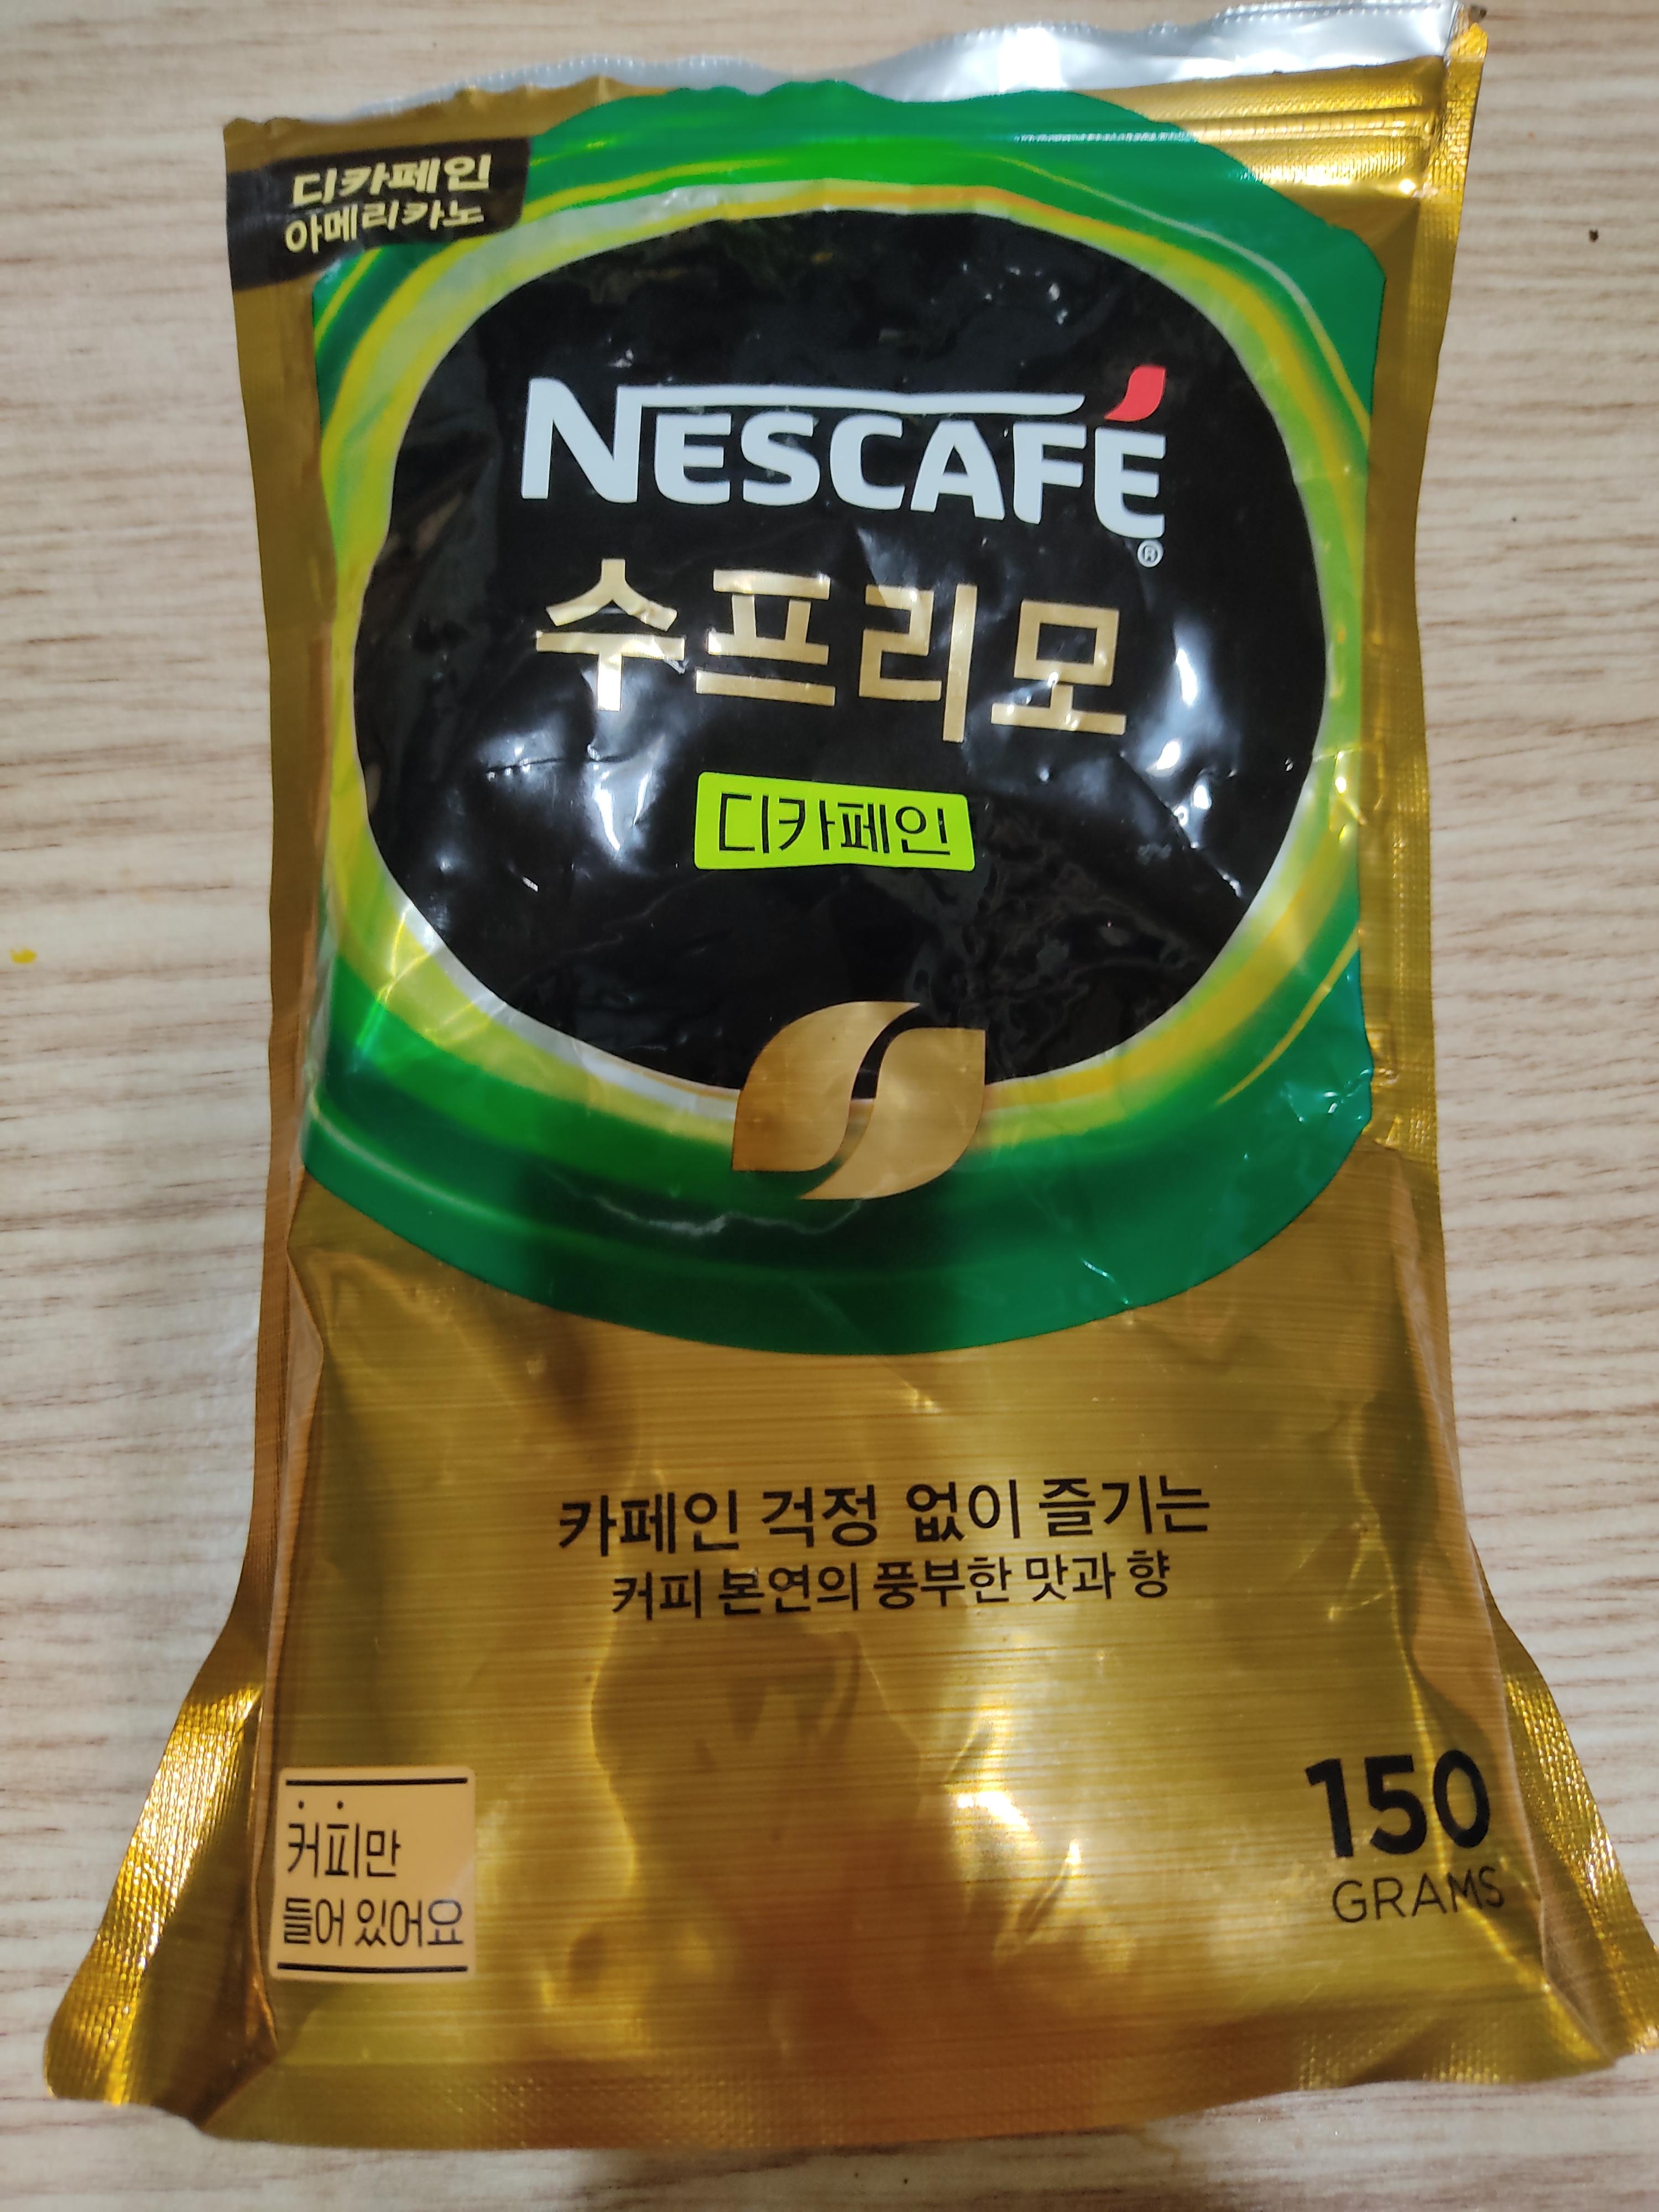 디카페인
아메리카노
NESCAFÉ
®
수프리모
디카페인
카페인 걱정 없이 즐기는
커피 본연의 풍부한 맛과 향
커피만
들어 있어요
150
GRAMS